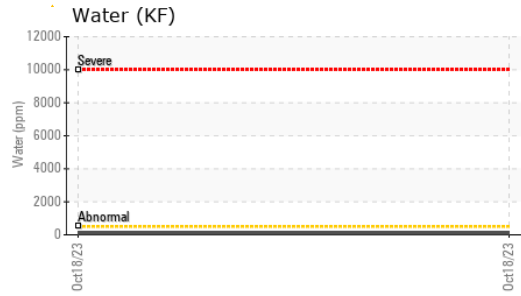 Water (KF)
12000
Severe
10000
8000
6000
4000
2000
Abnormal
0
Water (ppm)
Oct18/23
Oct18/23